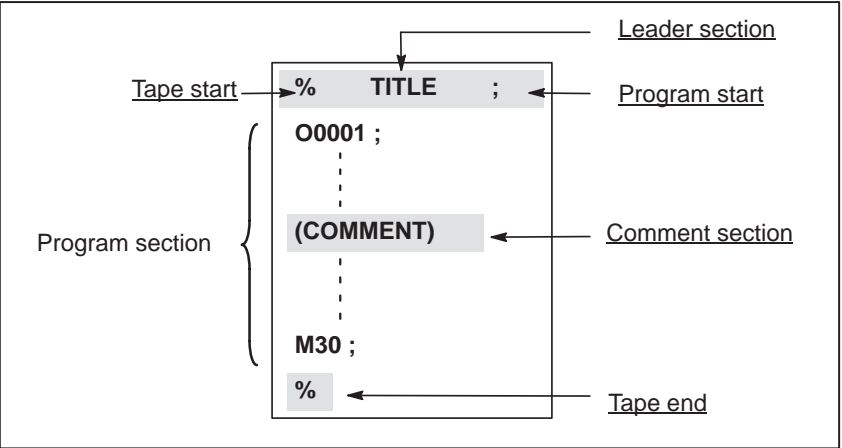 Leader section
Tape start
% TITLE ;
Program start
O0001 ;
Program section
(COMMENT)
Comment section
M30 ;
%
Tape end